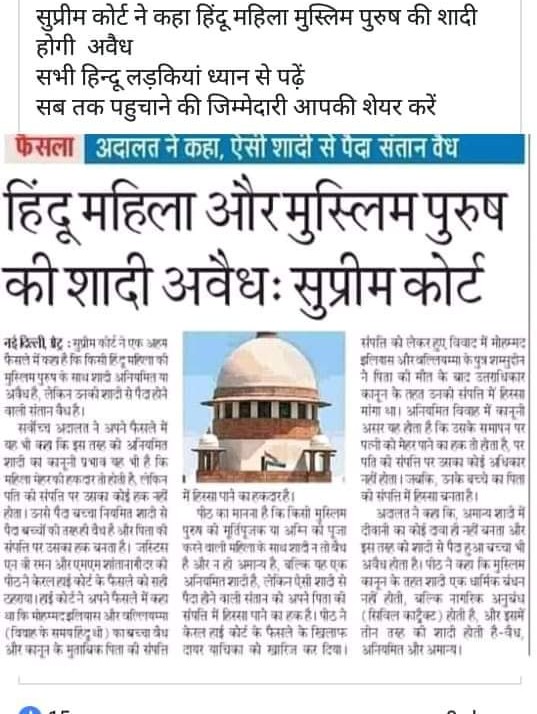 सुप्रीम कोर्ट ने कहा हिंदू महिला मुस्लिम पुरुष की शादी
होगी अवैध
सभी हिन्दू लड़कियां ध्यान से पढ़ें
सब तक पहुचाने की जिम्मेदारी आपकी शेयर करें
फैसला अदालत ने कहा, ऐसी शादी से पैदा संतान वैध
हिंदू महिला और मुस्लिम पुरुष
की शादी अवैधः सुप्रीम कोर्ट
नई दिल्ली, प्रेट्र : सुप्रीम कोर्ट ने एक अहम
फैसले में कहा है कि किसी हिंदू महिला की
मुस्लिम पुरुष के साथ शादी अनियमित या
अवैध है, लेकिन उनकी शादी से पैदा होने
वाली संतान वैध है।
सर्वोच्च अदालत ने अपने फैसले में
यह भी कहा कि इस तरह की अनियमित
शादी का कानूनी प्रभाव यह भी है कि
महिला मेहर की हकदार तो होती है, लेकिन
पति की संपत्ति पर उसका कोई हक नहीं
होता। उनसे पैदा बच्चा नियमित शादी से
पैदा बच्चों की तरह ही वैध है और पिता की
संपत्ति पर उसका हक बनता है। जस्टिस
एन वी रमन और एमएम शांतानागौदर की
पीठ ने केरल हाई कोर्ट के फैसले को सही
ठहराया। हाई कोर्ट ने अपने फैसले में कहा
था कि मोहम्मद इलियास और वल्लियम्मा
(विवाह के समय हिंदू थी) का बच्चा वैध
और कानून के मुताबिक पिता की संपत्ति
में हिस्सा पाने का हकदार है।
पीठ का मानना है कि किसी मुस्लिम
पुरुष की मूर्तिपूजक या अग्नि की पूजा
करने वाली महिला के साथ शादी न तो वैध
है और न ही अमान्य है, बल्कि यह एक
अनियमित शादी है, लेकिन ऐसी शादी से
पैदा होने वाली संतान को अपने पिता की
संपत्ति में हिस्सा पाने का हक है। पीठ ने
केरल हाई कोर्ट के फैसले के खिलाफ
दायर याचिका को खारिज कर दिया।
संपत्ति को लेकर हुए विवाद में मोहम्मद
इलियास और वल्लियम्मा के पुत्र शम्सुदीन
ने पिता की मौत के बाद उत्तराधिकार
कानून के तहत उनकी संपत्ति में हिस्सा
मांगा था। अनियमित विवाह में कानूनी
असर यह होता है कि उसके समापन पर
पत्नी को मेहर पाने का हक तो होता है, पर
पति की संपत्ति पर उसका कोई अधिकार
नहीं होता। जबकि, उनके बच्चे का पिता
की संपत्ति में हिस्सा बनता है।
अदालत ने कहा कि, अमान्य शादी में
दीवानी का कोई दावा ही नहीं बनता और
इस तरह की शादी से पैदा हुआ बच्चा भी
अवैध होता है। पीठ ने कहा कि मुस्लिम
कानून के तहत शादी एक धार्मिक बंधन
नहीं होती, बल्कि नागरिक अनुबंध
(सिविल कांट्रैक्ट) होती है, और इसमें
तीन तरह की शादी होती है-वैध,
अनियमित और अमान्य।